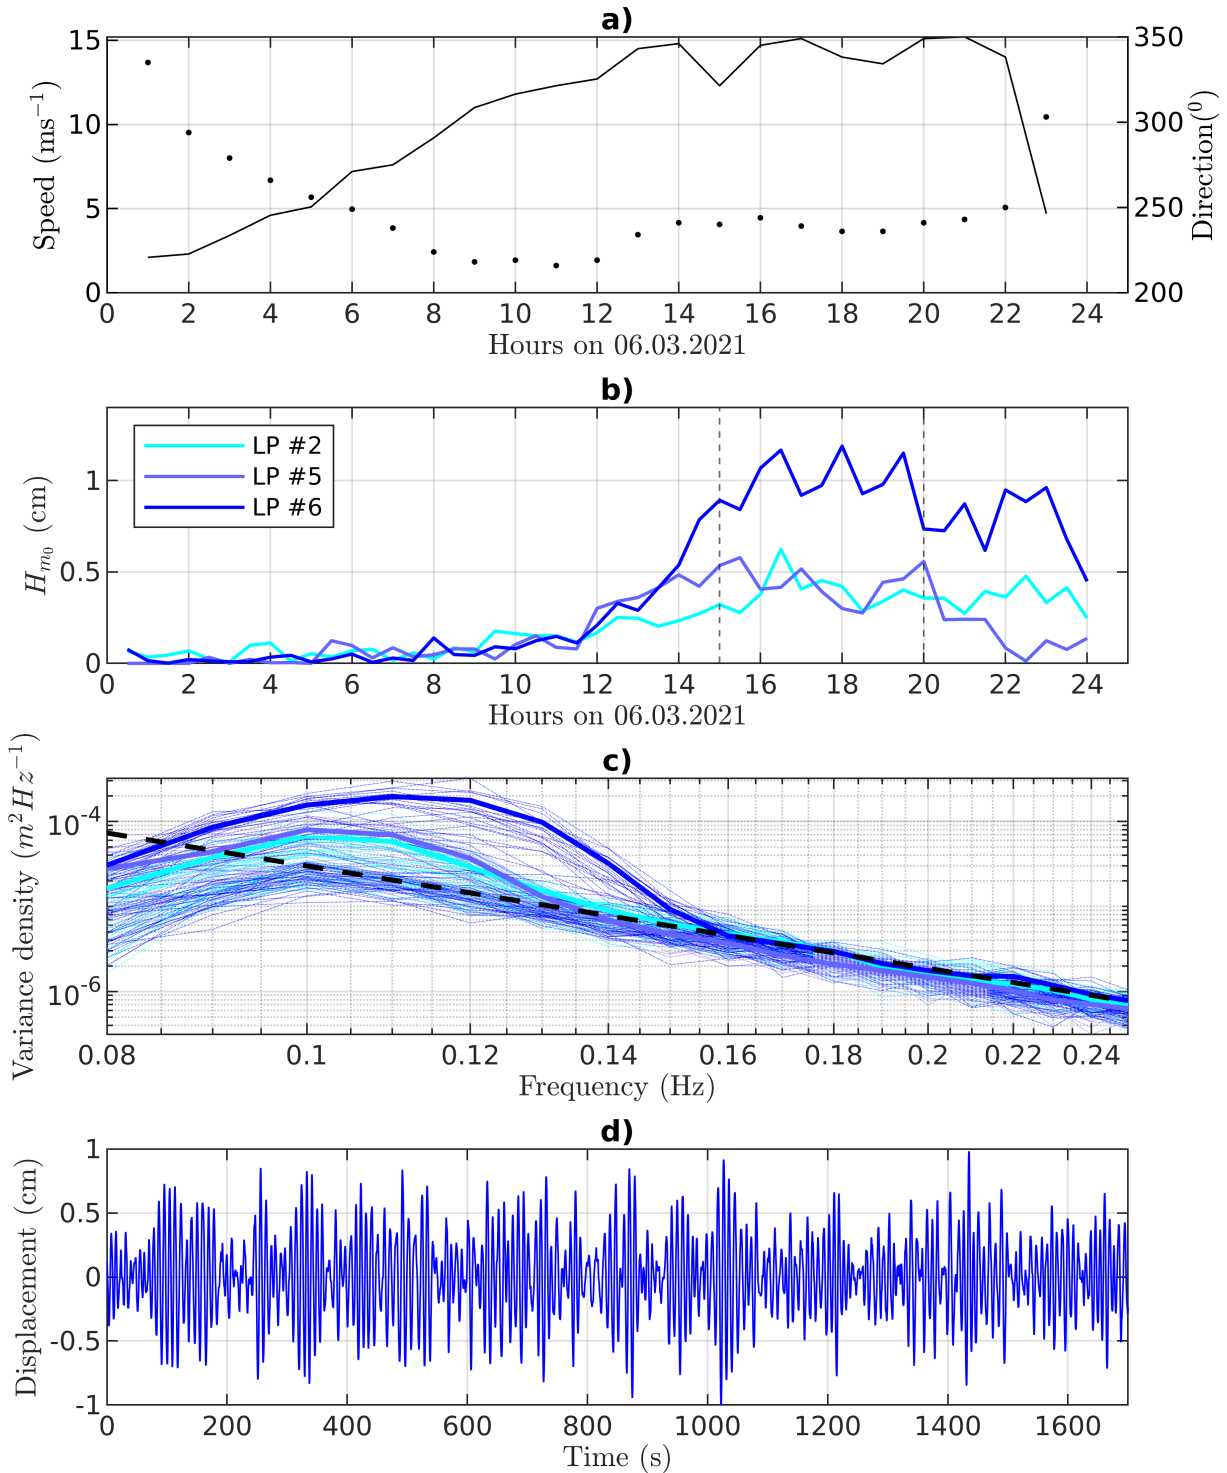 a)
15
10
5
0
Speed (ms⁻¹)
350
300
250
200
Direction(⁰)
0 2 4 6 8 10 12 14 16 18 20 22 24
Hours on 06.03.2021
b)
LP #2
LP #5
LP #6
1
0.5
0
H_{m_0} (cm)
0 2 4 6 8 10 12 14 16 18 20 22 24
Hours on 06.03.2021
c)
10⁻⁴
10⁻⁶
Variance density (m² Hz⁻¹)
0.08 0.1 0.12 0.14 0.16 0.18 0.2 0.22 0.24
Frequency (Hz)
d)
1
0.5
0
-0.5
-1
Displacement (cm)
0 200 400 600 800 1000 1200 1400 1600
Time (s)